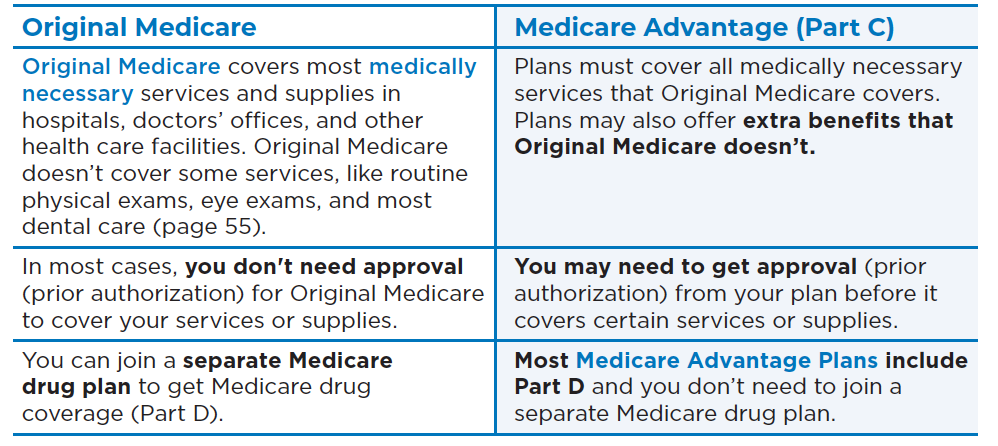 Original Medicare
Medicare Advantage (Part C)
Original Medicare covers most medically
necessary services and supplies in
hospitals, doctors’ offices, and other
health care facilities. Original Medicare
doesn’t cover some services, like routine
physical exams, eye exams, and most
dental care (page 55).
Plans must cover all medically necessary
services that Original Medicare covers.
Plans may also offer extra benefits that
Original Medicare doesn’t.
In most cases, you don't need approval
(prior authorization) for Original Medicare
to cover your services or supplies.
You may need to get approval (prior
authorization) from your plan before it
covers certain services or supplies.
You can join a separate Medicare
drug plan to get Medicare drug
coverage (Part D).
Most Medicare Advantage Plans include
Part D and you don’t need to join a
separate Medicare drug plan.